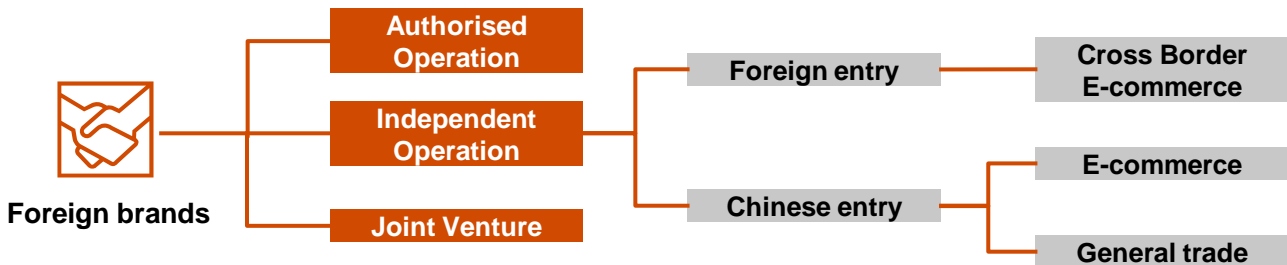 Foreign brands
Authorised
Operation
Independent
Operation
Joint Venture
Foreign entry
Chinese entry
Cross Border
E-commerce
E-commerce
General trade